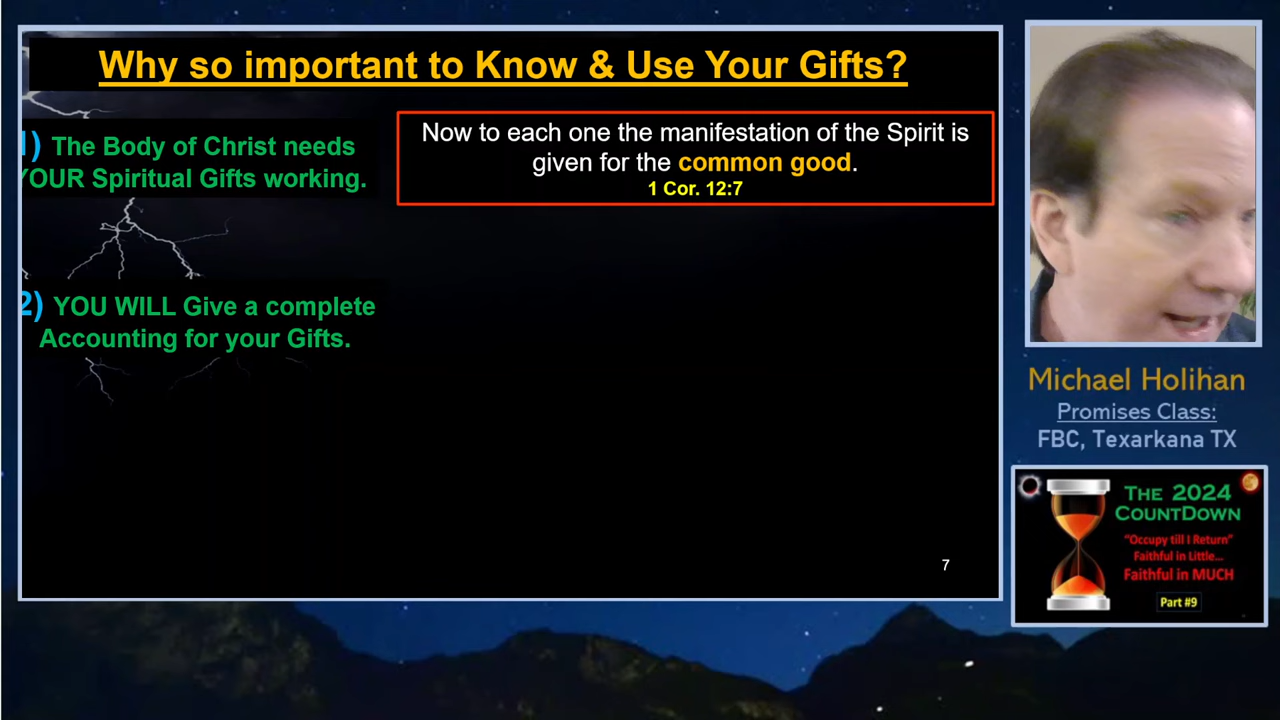 Why so important to Know & Use Your Gifts?
1) The Body of Christ needs
YOUR Spiritual Gifts working.
Now to each one the manifestation of the Spirit is
given for the common good.
1 Cor. 12:7
2) YOU WILL Give a complete
Accounting for your Gifts.
7
Michael Holihan
Promises Class:
FBC, Texarkana TX
The 2024
CountDown
"Occupy till I Return"
Faithful in Little...
Faithful in MUCH
Part #9